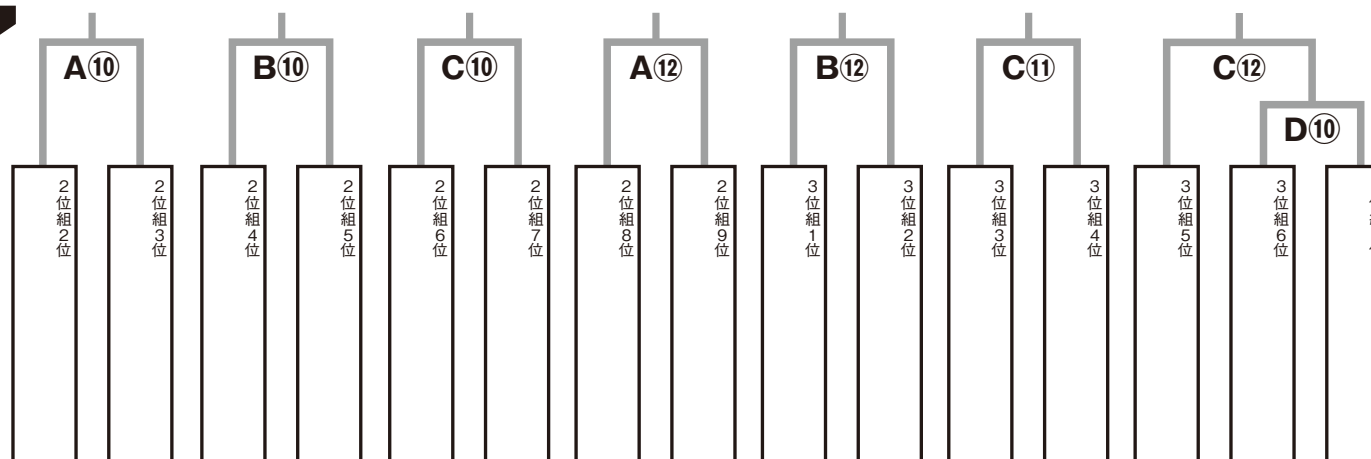 A⑩
B⑩
C⑩
A⑫
B⑫
C⑪
C⑫
D⑩
２位組２位
２位組３位
２位組４位
２位組５位
２位組６位
２位組７位
２位組８位
２位組９位
３位組１位
３位組２位
３位組３位
３位組４位
３位組５位
３位組６位